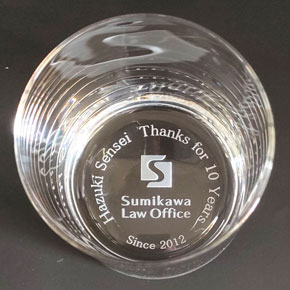 Hazuki Sensei Thanks for 10 Years.
S
Sumikawa
Law Office
Since 2012